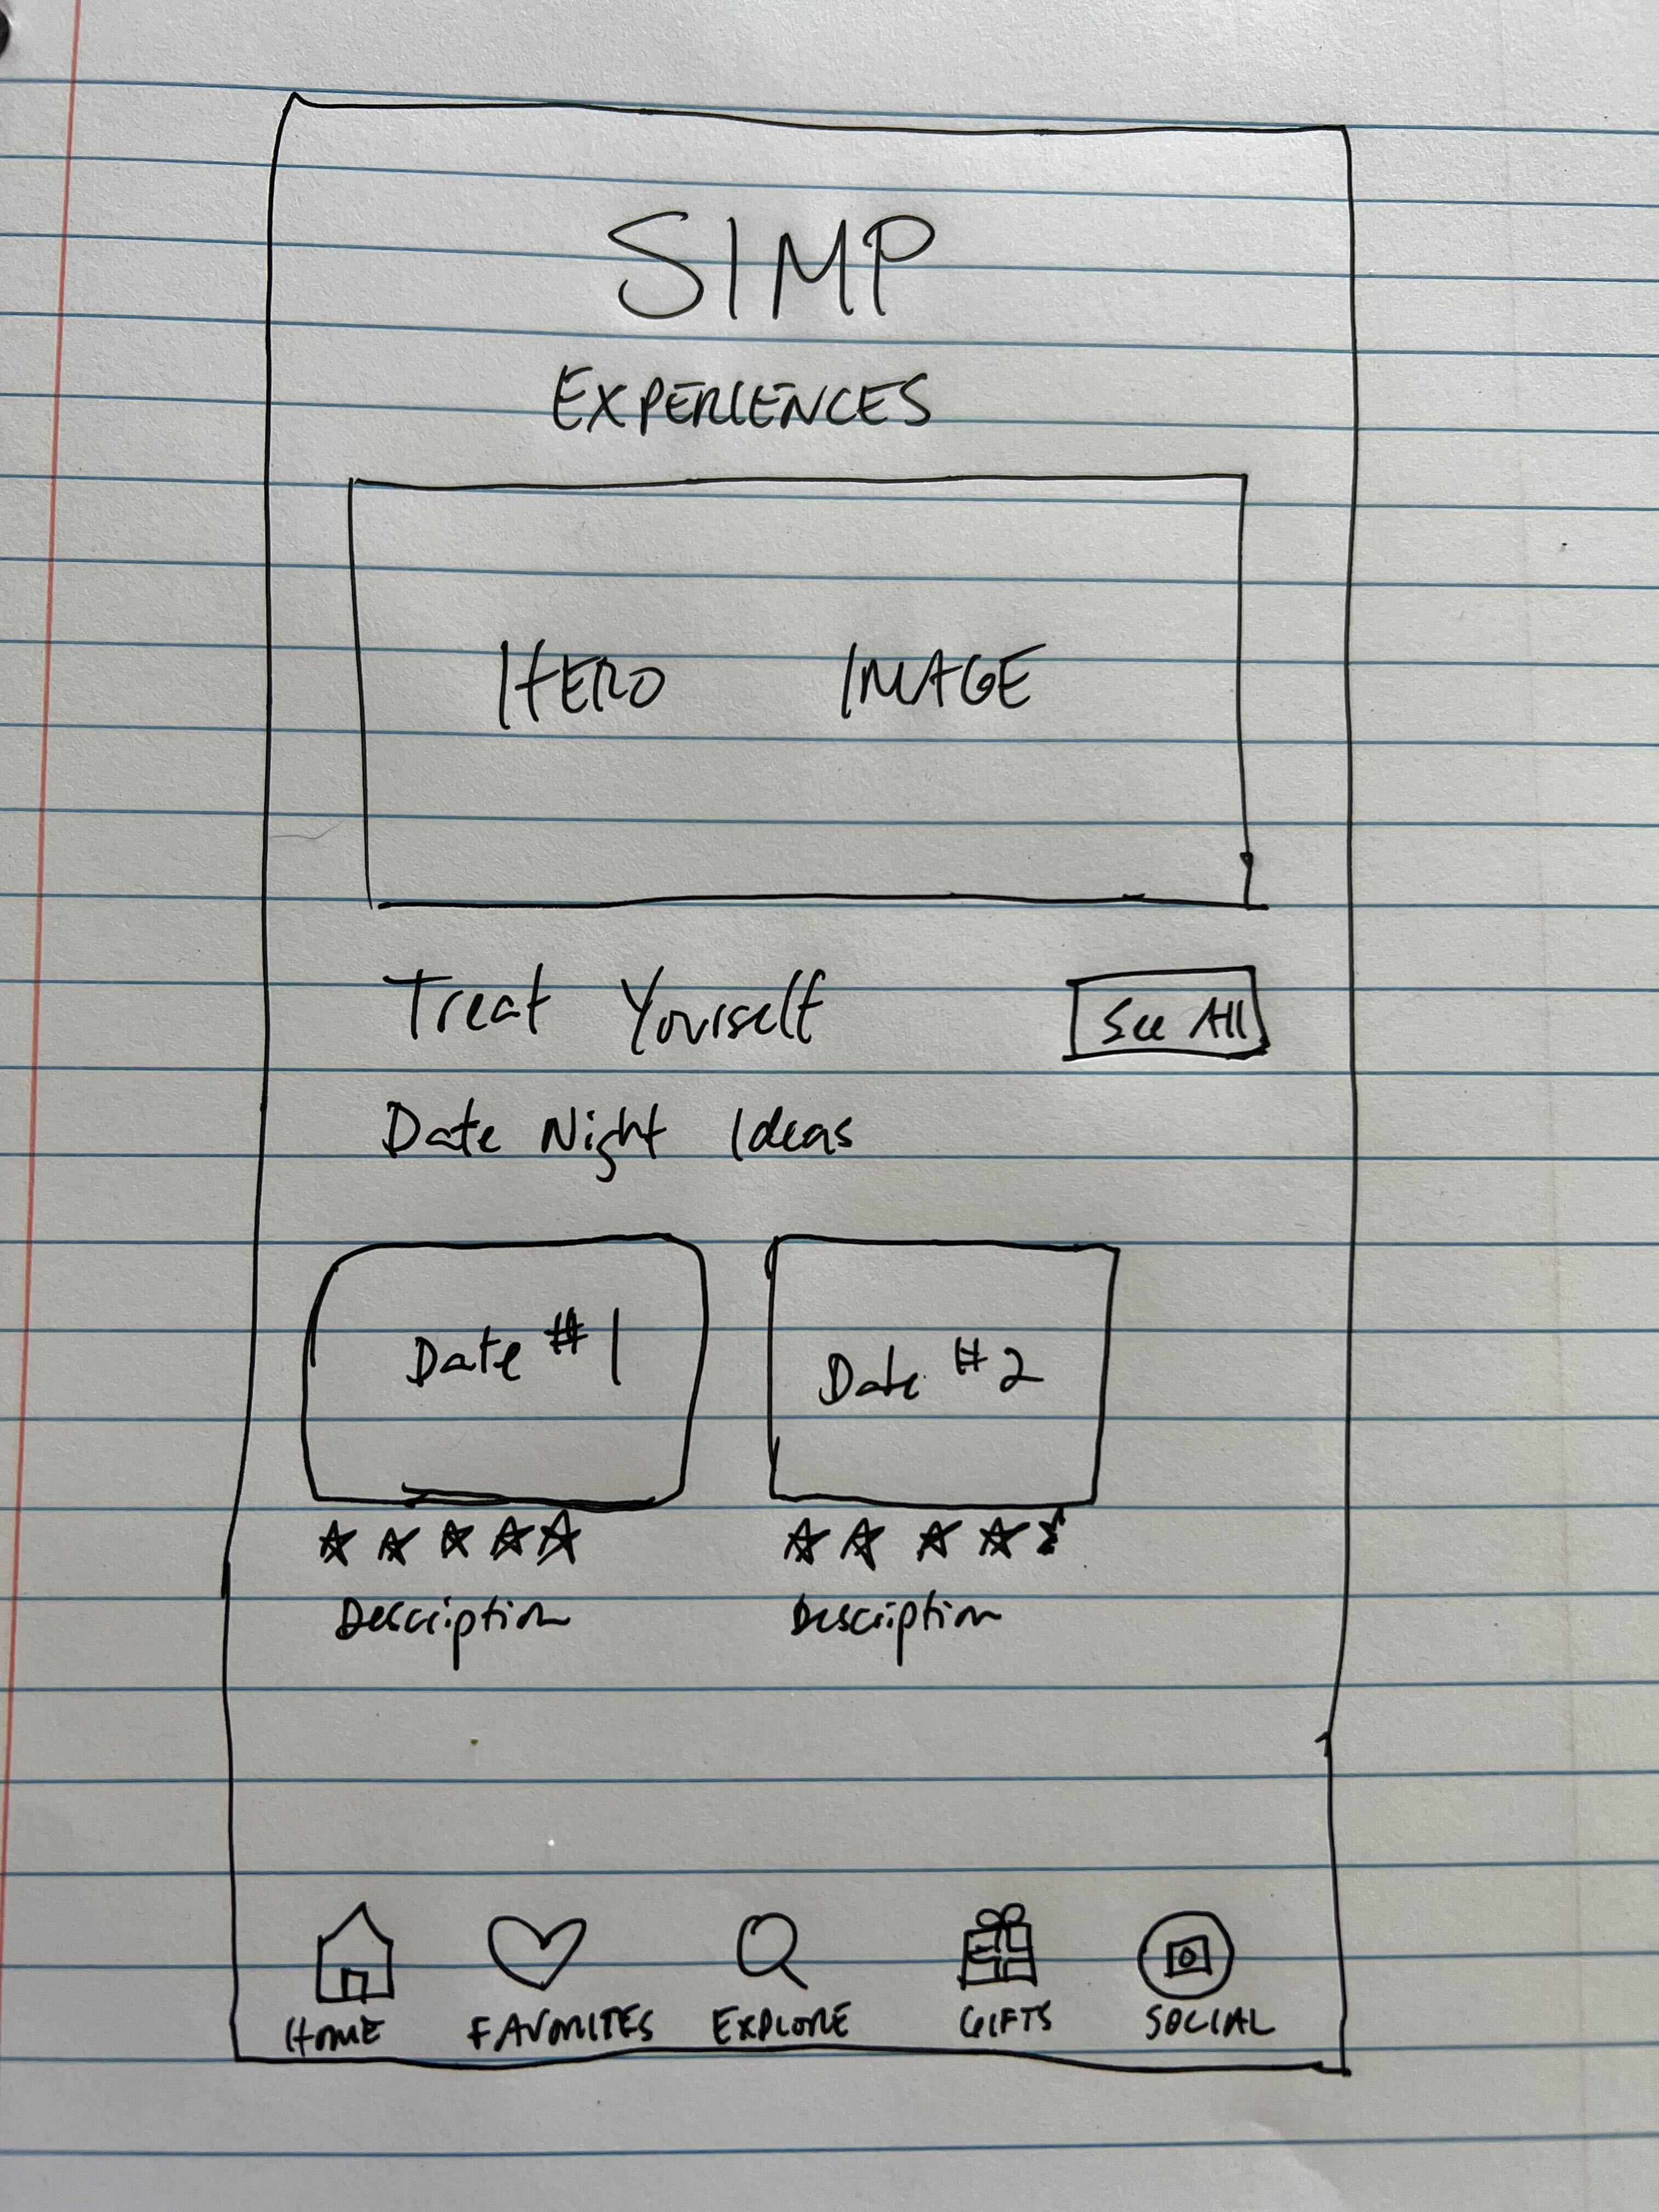 SIMP
EXPERIENCES
HERO IMAGE
Treat Yourself
See All
Date Night Ideas
Date #1
Date #2
Description
Description
HOME
FAVORITES
EXPLORE
GIFTS
SOCIAL